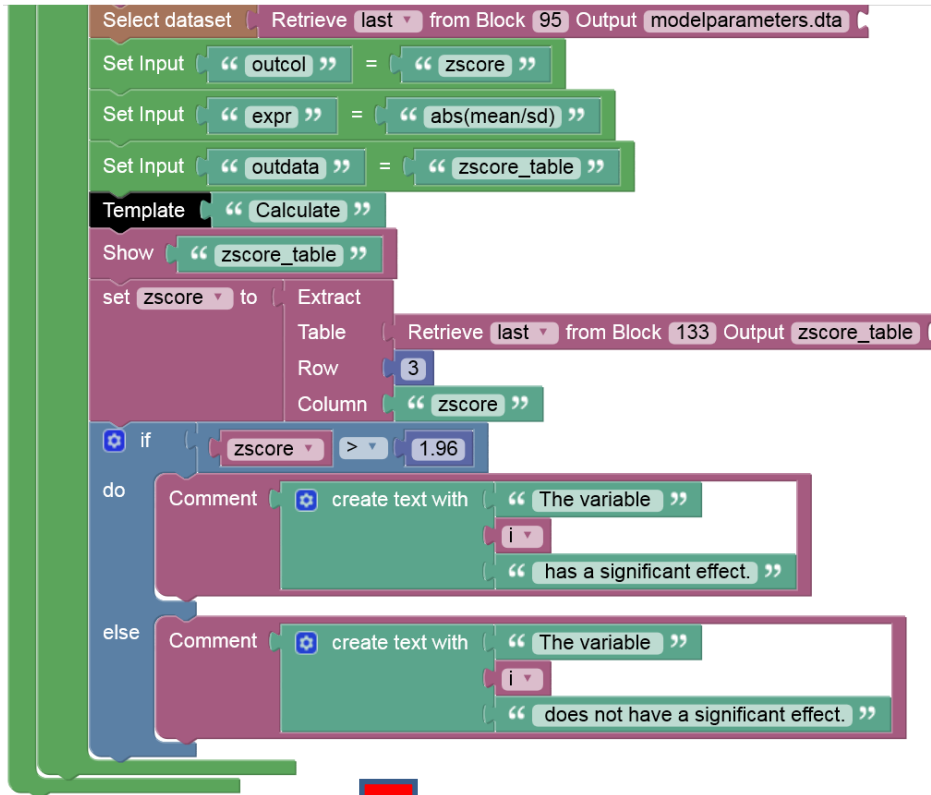 Select dataset Retrieve last from Block 95 Output modelparameters.dta
Set Input “ outcol ” = “ zscore ”
Set Input “ expr ” = “ abs(mean/sd) ”
Set Input “ outdata ” = “ zscore_table ”
Template “ Calculate ”
Show “ zscore_table ”
set zscore to Extract
Table Retrieve last from Block 133 Output zscore_table
Row 3
Column “ zscore ”
if zscore > 1.96
do Comment create text with “ The variable ”
i
“ has a significant effect. ”
else Comment create text with “ The variable ”
i
“ does not have a significant effect. ”